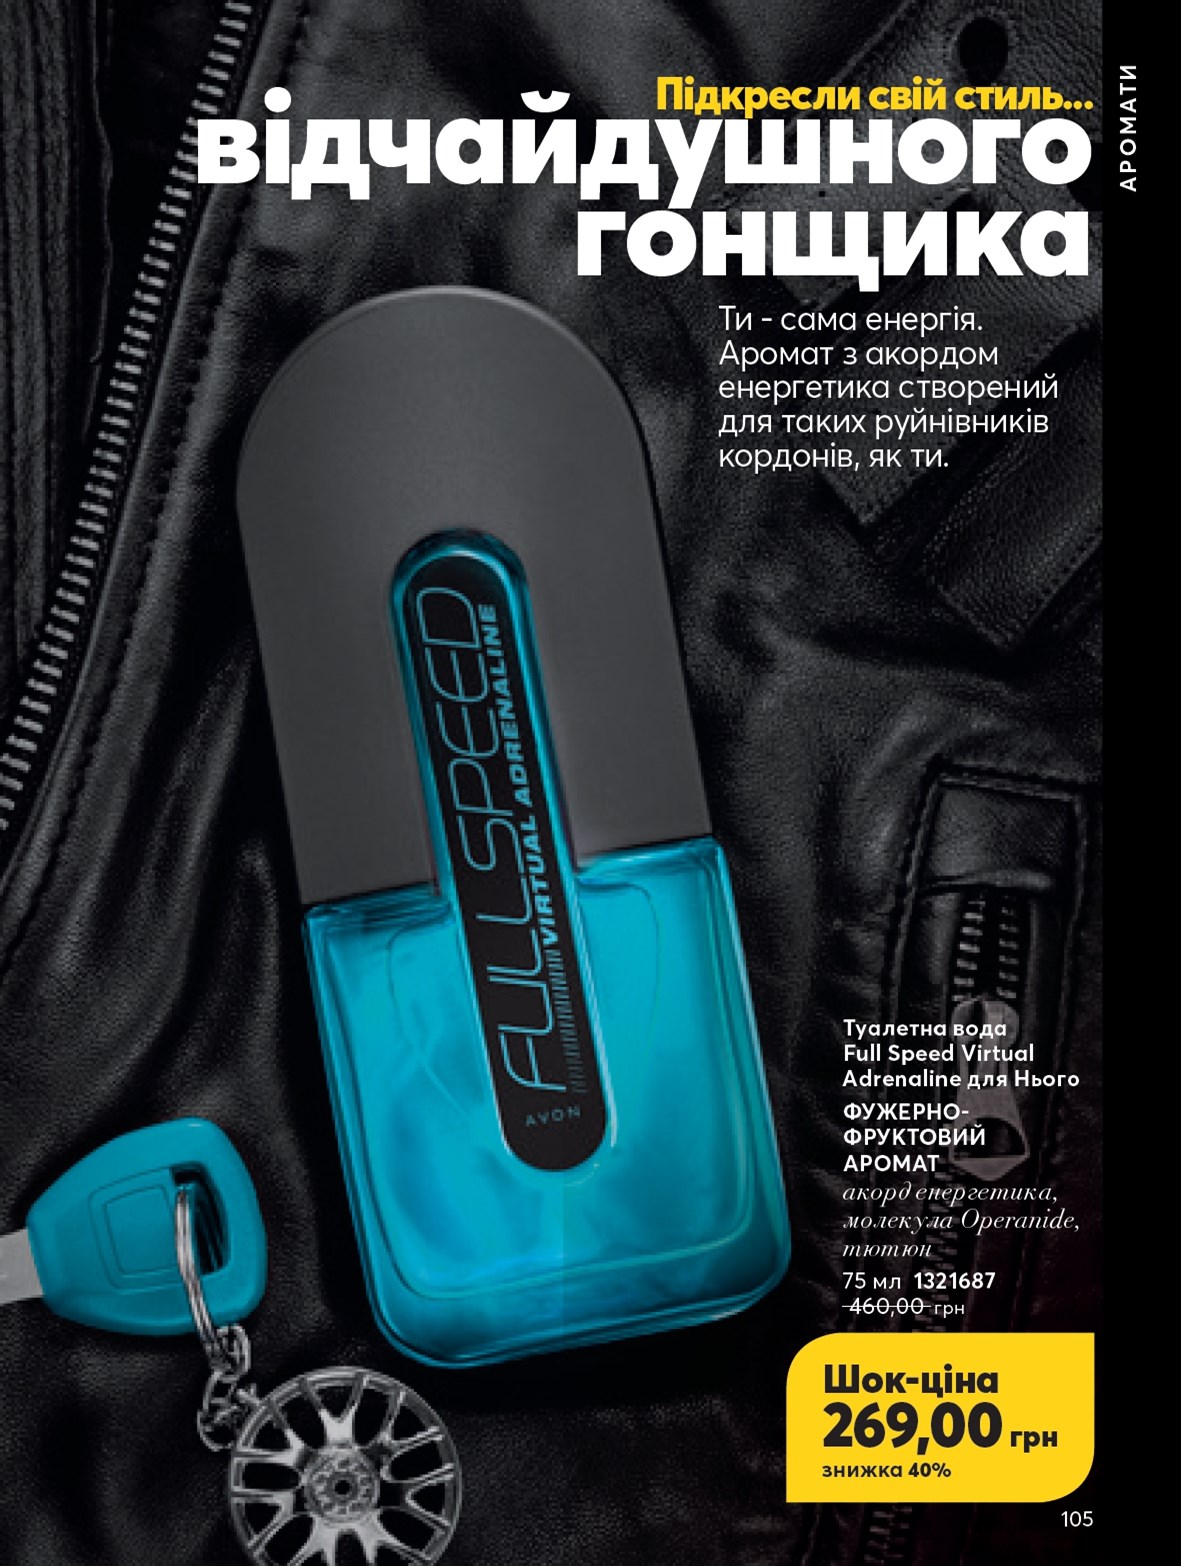 АРОМАТИ
Підкресли свій стиль...
відчайдушного
гонщика
Ти - сама енергія.
Аромат з акордом
енергетика створений
для таких руйнівників
кордонів, як ти.
FULL SPEED
VIRTUAL ADRENALINE
AVON
Туалетна вода
Full Speed Virtual
Adrenaline для Нього
ФУЖЕРНО-
ФРУКТОВИЙ
АРОМАТ
акорд енергетика,
молекула Operanide,
тютюн
75 мл 1321687
460,00 грн
Шок-ціна
269,00 грн
знижка 40%
105